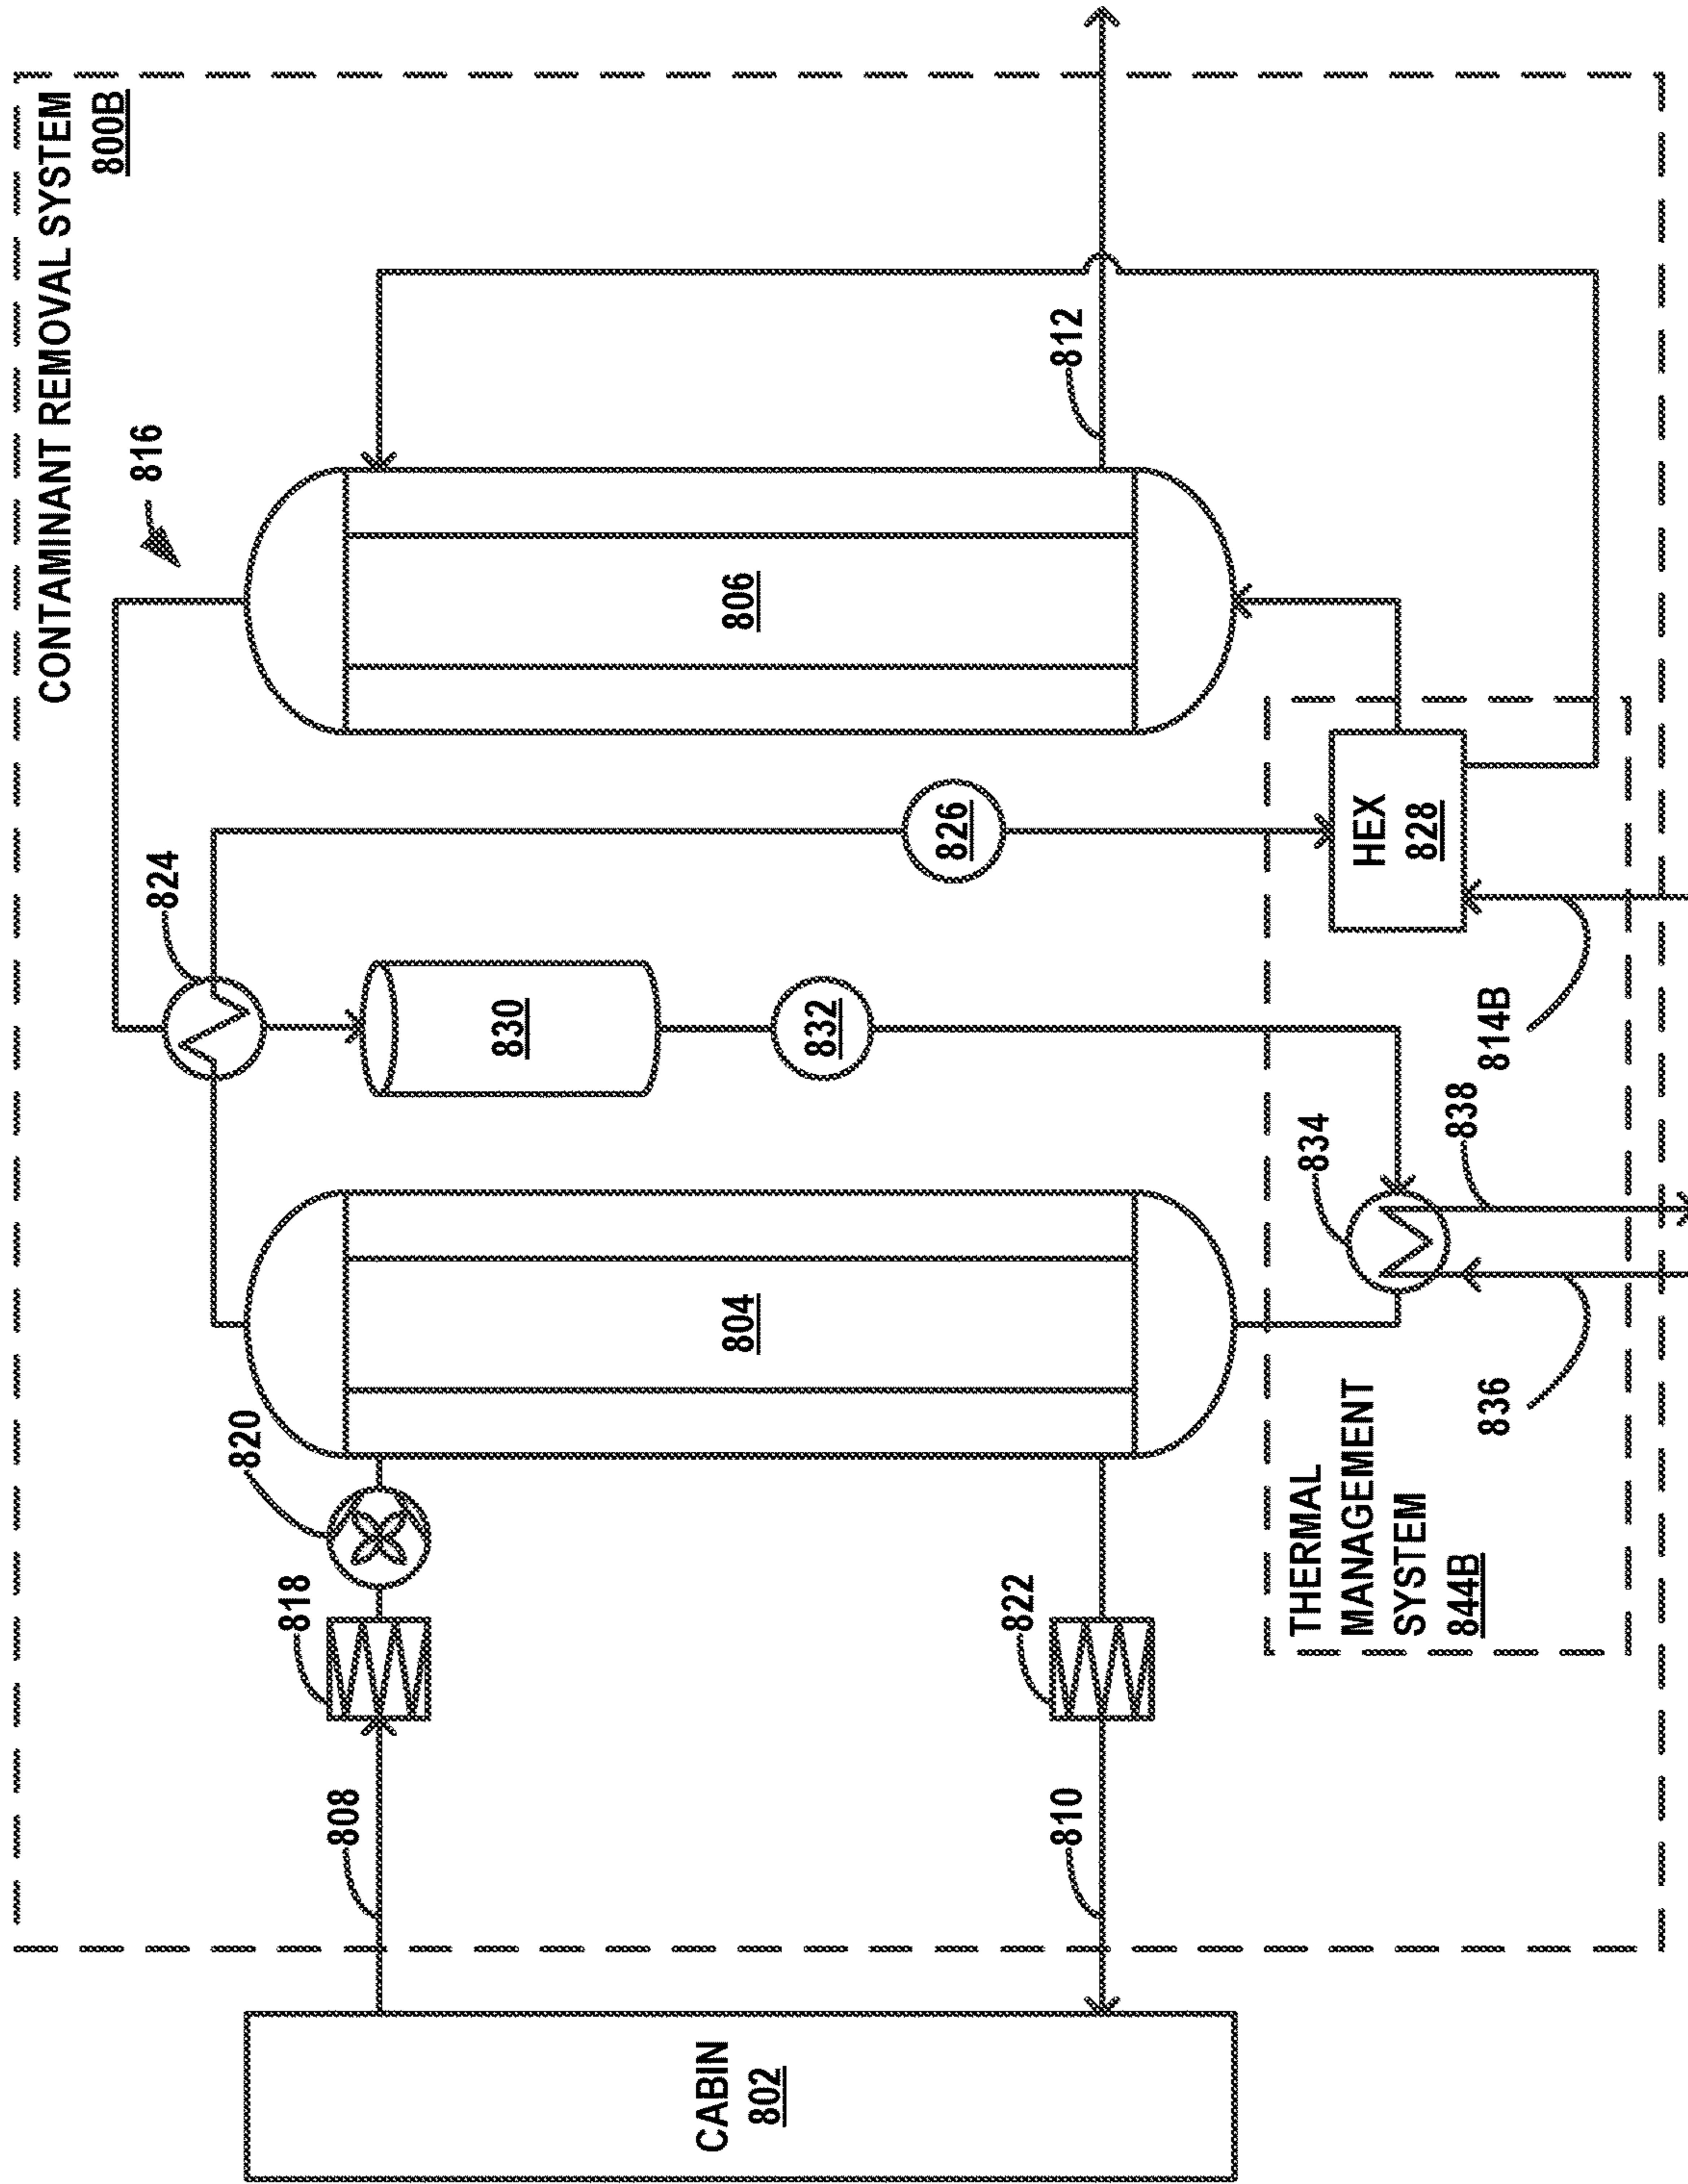 CONTAMINANT REMOVAL SYSTEM
800B
816
824
820
818
808
CABIN
802
804
806
830
832
826
812
822
810
THERMAL
MANAGEMENT
SYSTEM
844B
834
836
838
814B
HEX
828